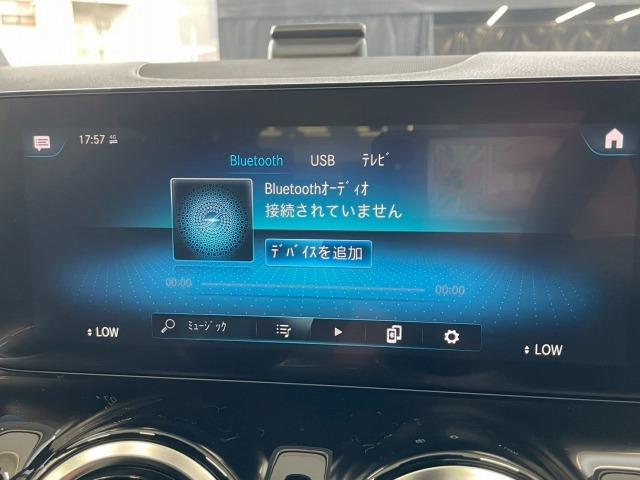 17:57 4G
Bluetooth USB ﾃﾚﾋﾞ
Bluetoothｵｰﾃﾞｨｵ
接続されていません
ﾃﾞﾊﾞｲｽを追加
00:00 00:00
LOW ﾐｭｰｼﾞｯｸ LOW